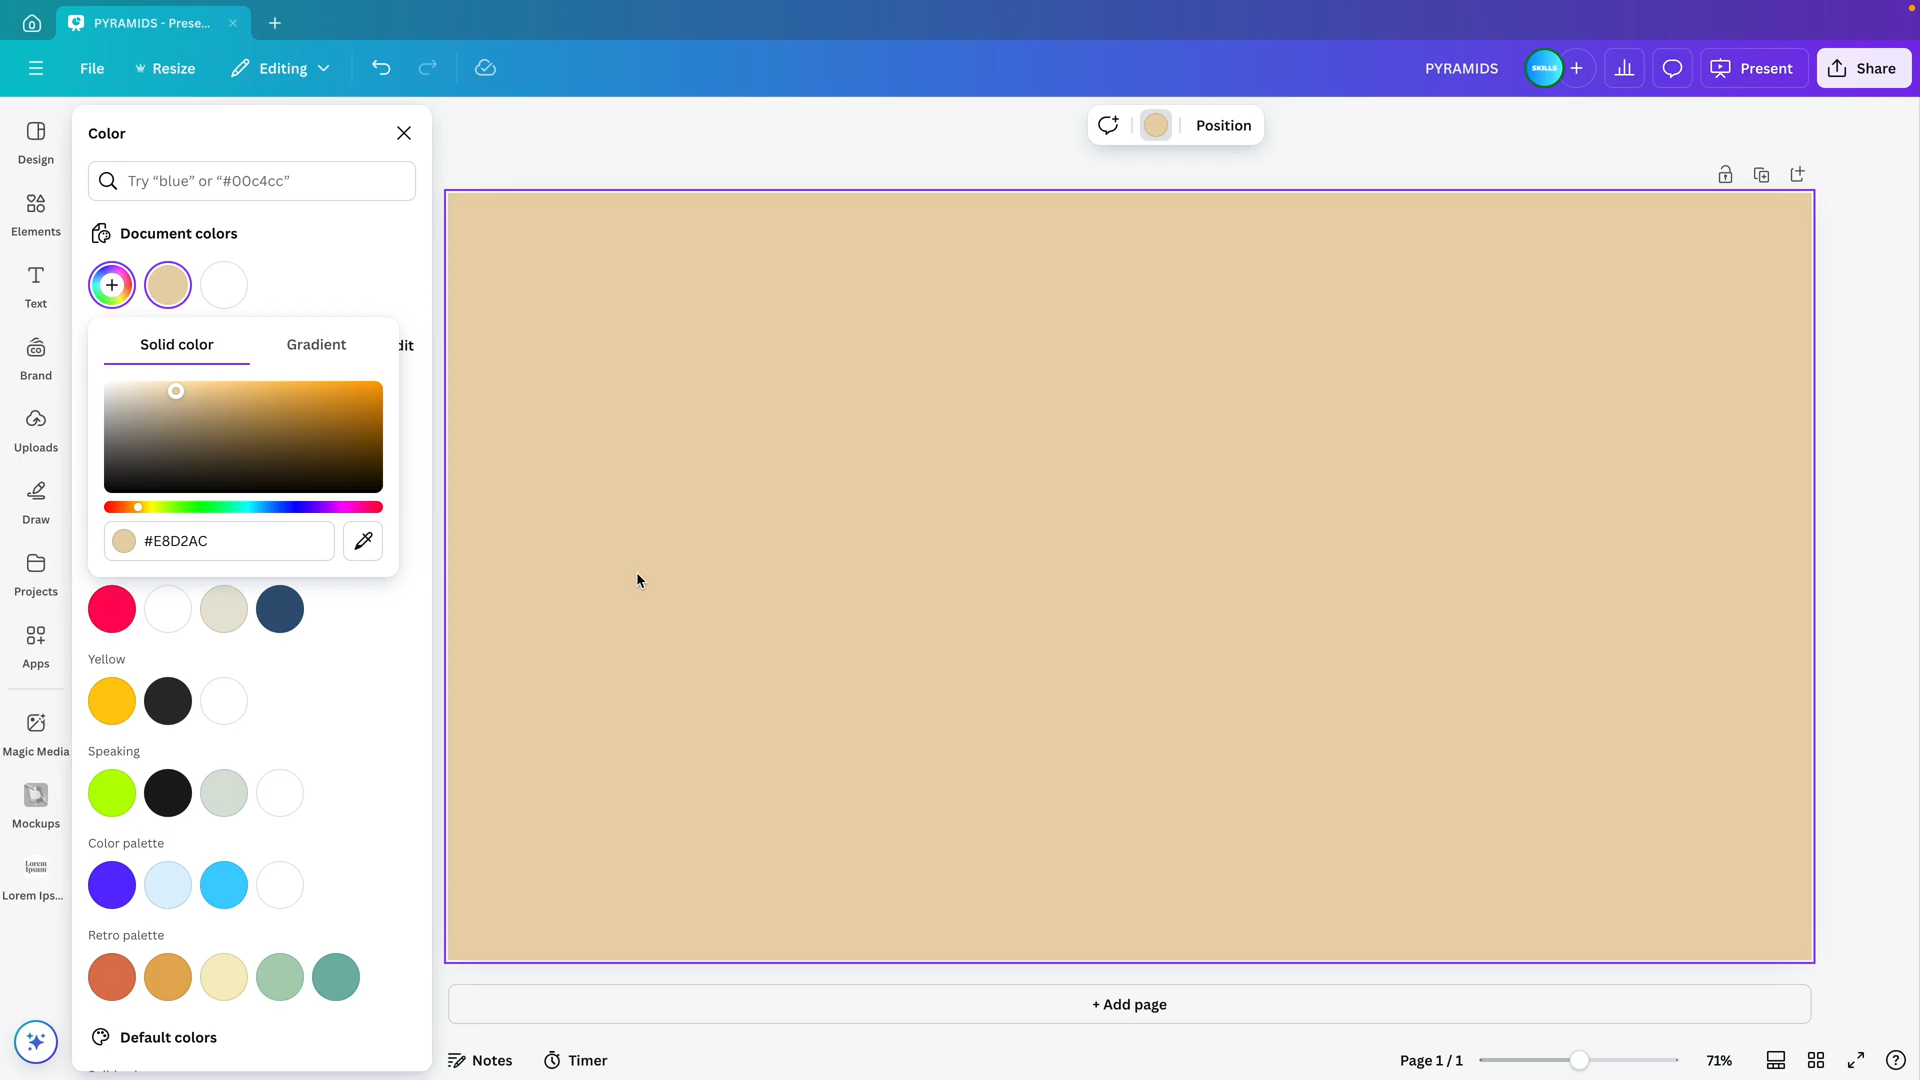 PYRAMIDS - Prese...
File
Resize
Editing
PYRAMIDS
SKILLS
Present
Share
Design
Elements
Text
Brand
Uploads
Draw
Projects
Apps
Magic Media
Mockups
Lorem Ipsum
Lorem Ips...
Color
Try “blue” or “#00c4cc”
Document colors
Solid color
Gradient
dit
#E8D2AC
Yellow
Speaking
Color palette
Retro palette
Default colors
Position
+ Add page
Notes
Timer
Page 1 / 1
71%